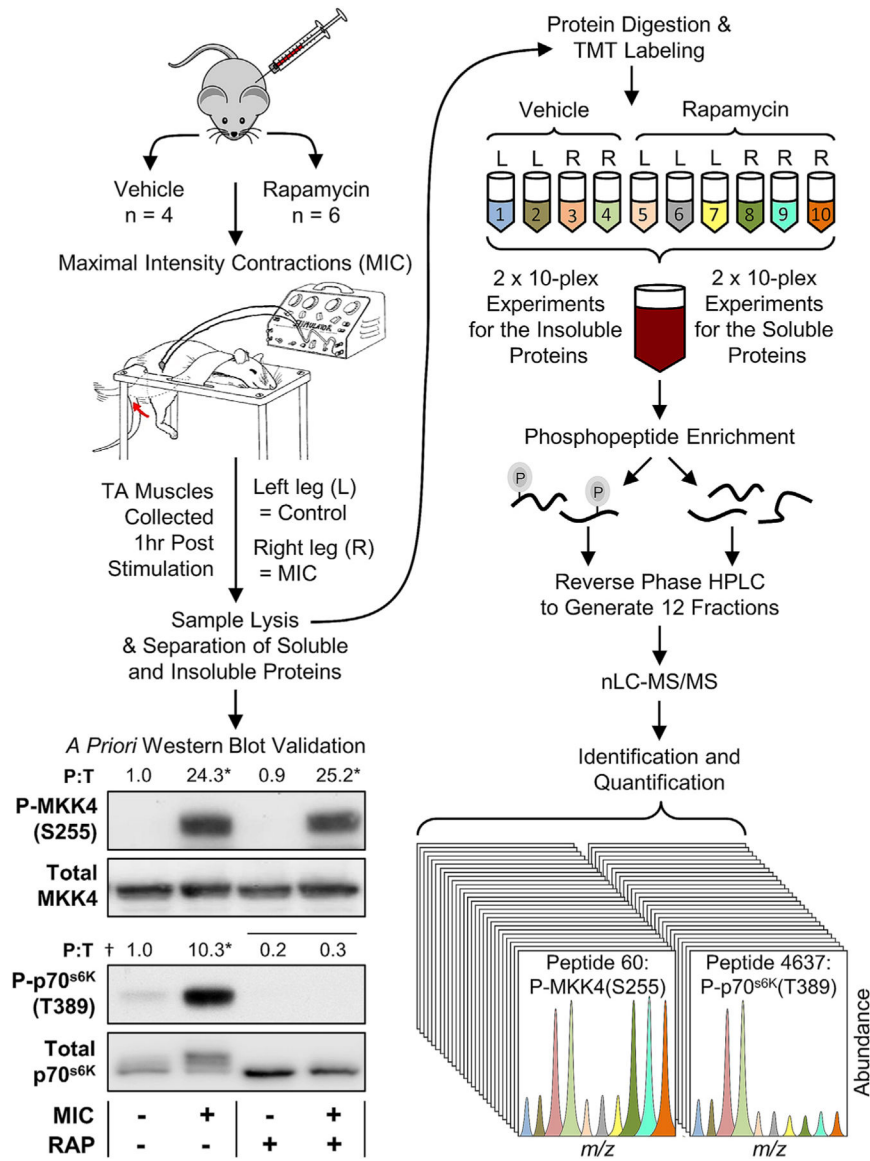 Vehicle
n = 4
Rapamycin
n = 6
Maximal Intensity Contractions (MIC)
TA Muscles
Collected
1hr Post
Stimulation
Left leg (L)
= Control
Right leg (R)
= MIC
Sample Lysis
& Separation of Soluble
and Insoluble Proteins
A Priori Western Blot Validation
P:T 1.0 24.3* 0.9 25.2*
P-MKK4
(S255)
Total
MKK4
P:T † 1.0 10.3* 0.2 0.3
P-p70s6K
(T389)
Total
p70s6K
MIC - + - +
RAP - - + +
Protein Digestion &
TMT Labeling
Vehicle Rapamycin
L L R R L L L R R R
1 2 3 4 5 6 7 8 9 10
2 x 10-plex
Experiments
for the Insoluble
Proteins
2 x 10-plex
Experiments
for the Soluble
Proteins
Phosphopeptide Enrichment
P P
Reverse Phase HPLC
to Generate 12 Fractions
nLC-MS/MS
Identification and
Quantification
Peptide 60:
P-MKK4(S255)
Peptide 4637:
P-p70s6K(T389)
Abundance
m/z m/z